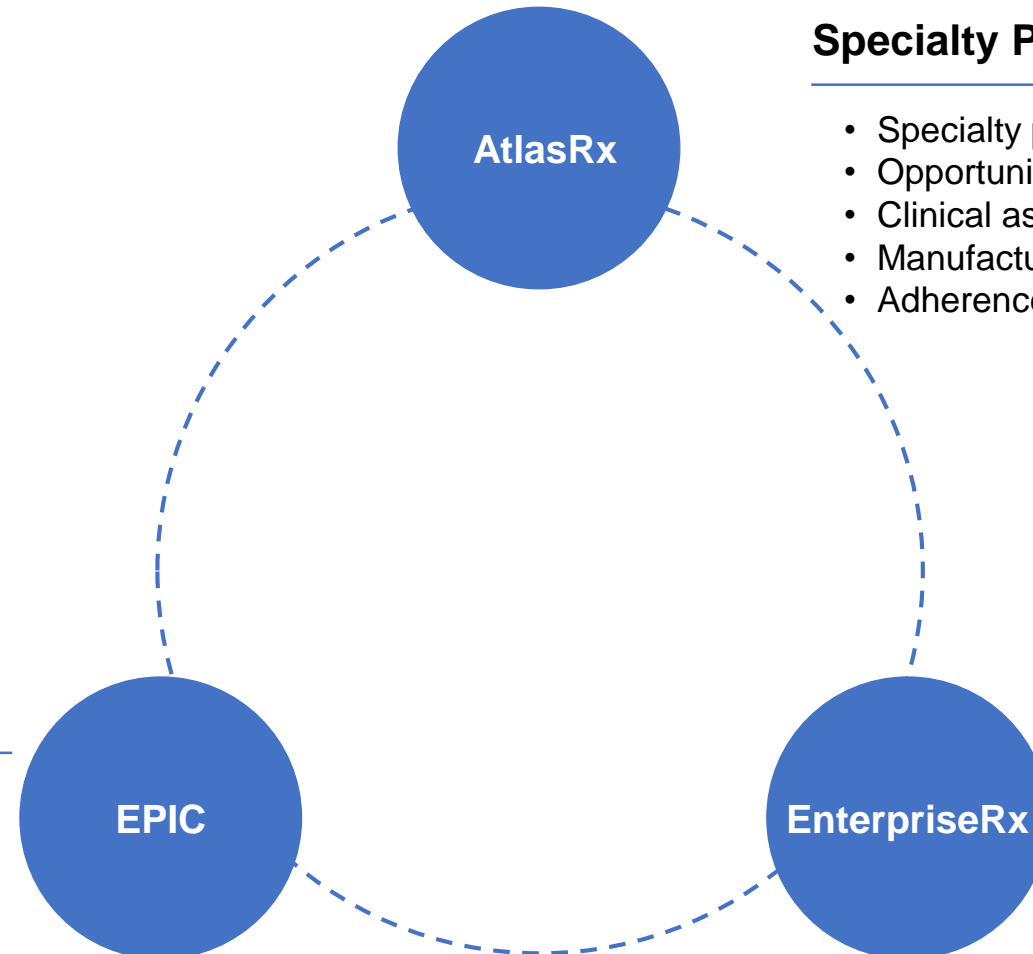 Specialty P
AtlasRx
• Specialty
• Opportuni
• Clinical as
• Manufactu
• Adherence
EPIC
EnterpriseRx